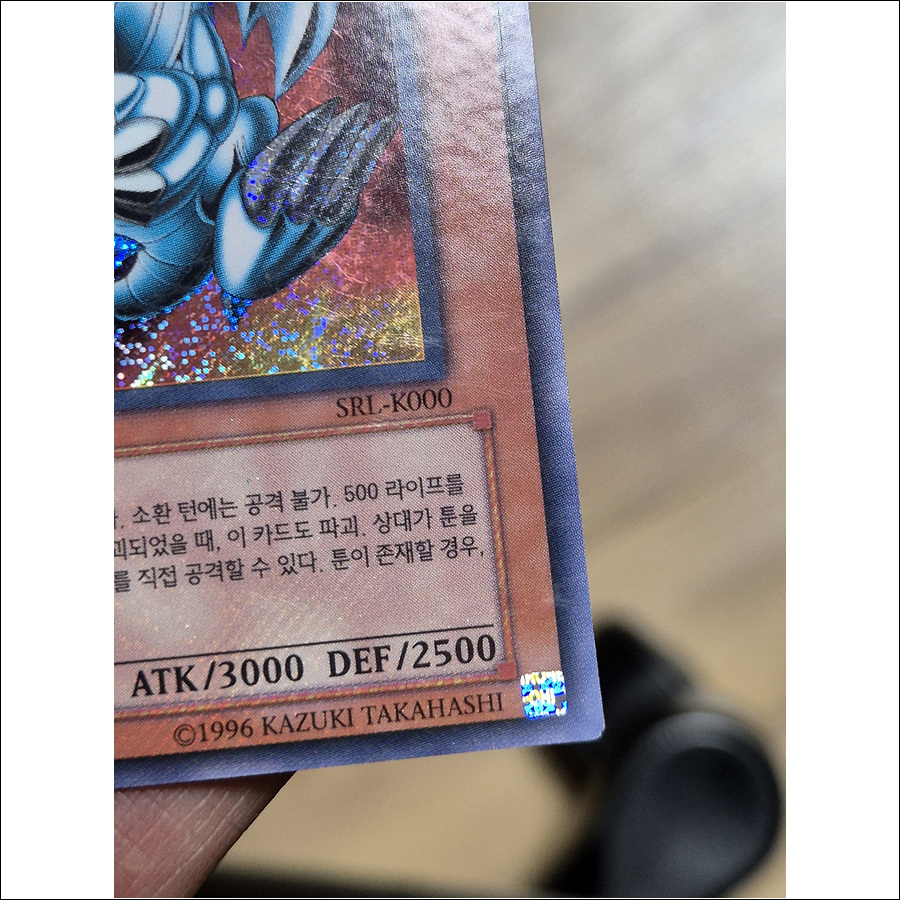 SRL-K000
. 소환 턴에는 공격 불가. 500 라이프를
괴되었을 때, 이 카드도 파괴. 상대가 툰을
를 직접 공격할 수 있다. 툰이 존재할 경우,
ATK/3000 DEF/2500
©1996 KAZUKI TAKAHASHI